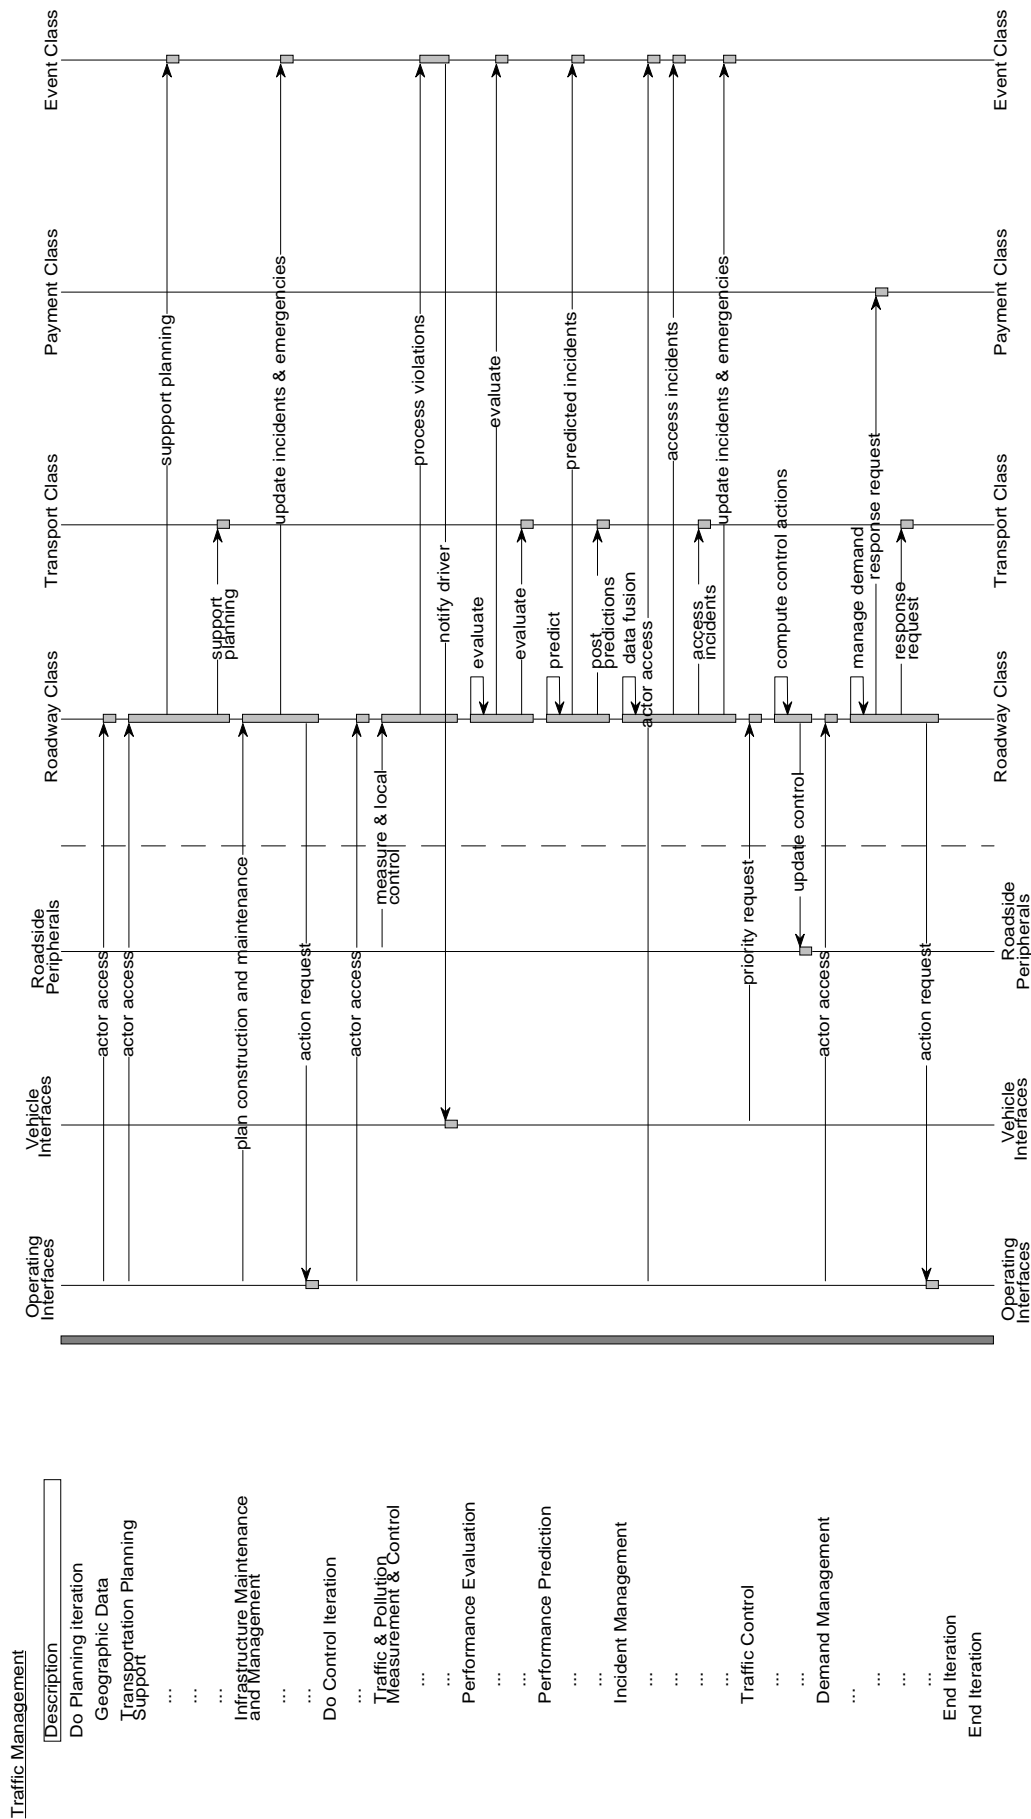 Traffic Management
Description
Operating
Interfaces
Vehicle
Interfaces
Roadside
Peripherals
Roadway Class
Transport Class
Payment Class
Event Class
Do Planning iteration
Geographic Data
actor access
Transportation Planning
Support
actor access
...
suppport planning
...
...
support
planning
Infrastructure Maintenance
and Management
plan construction and maintenance
...
update incidents & emergencies
...
action request
Do Control Iteration
...
actor access
Traffic & Pollution
Measurement & Control
measure & local
control
...
process violations
...
notify driver
Performance Evaluation
evaluate
...
evaluate
...
evaluate
Performance Prediction
predict
...
predicted incidents
...
post
predictions
Incident Management
data fusion
...
actor access
...
access incidents
...
access
incidents
...
update incidents & emergencies
Traffic Control
priority request
...
compute control actions
...
update control
Demand Management
actor access
...
manage demand
...
response request
...
response
request
...
action request
End Iteration
End Iteration
Operating
Interfaces
Vehicle
Interfaces
Roadside
Peripherals
Roadway Class
Transport Class
Payment Class
Event Class